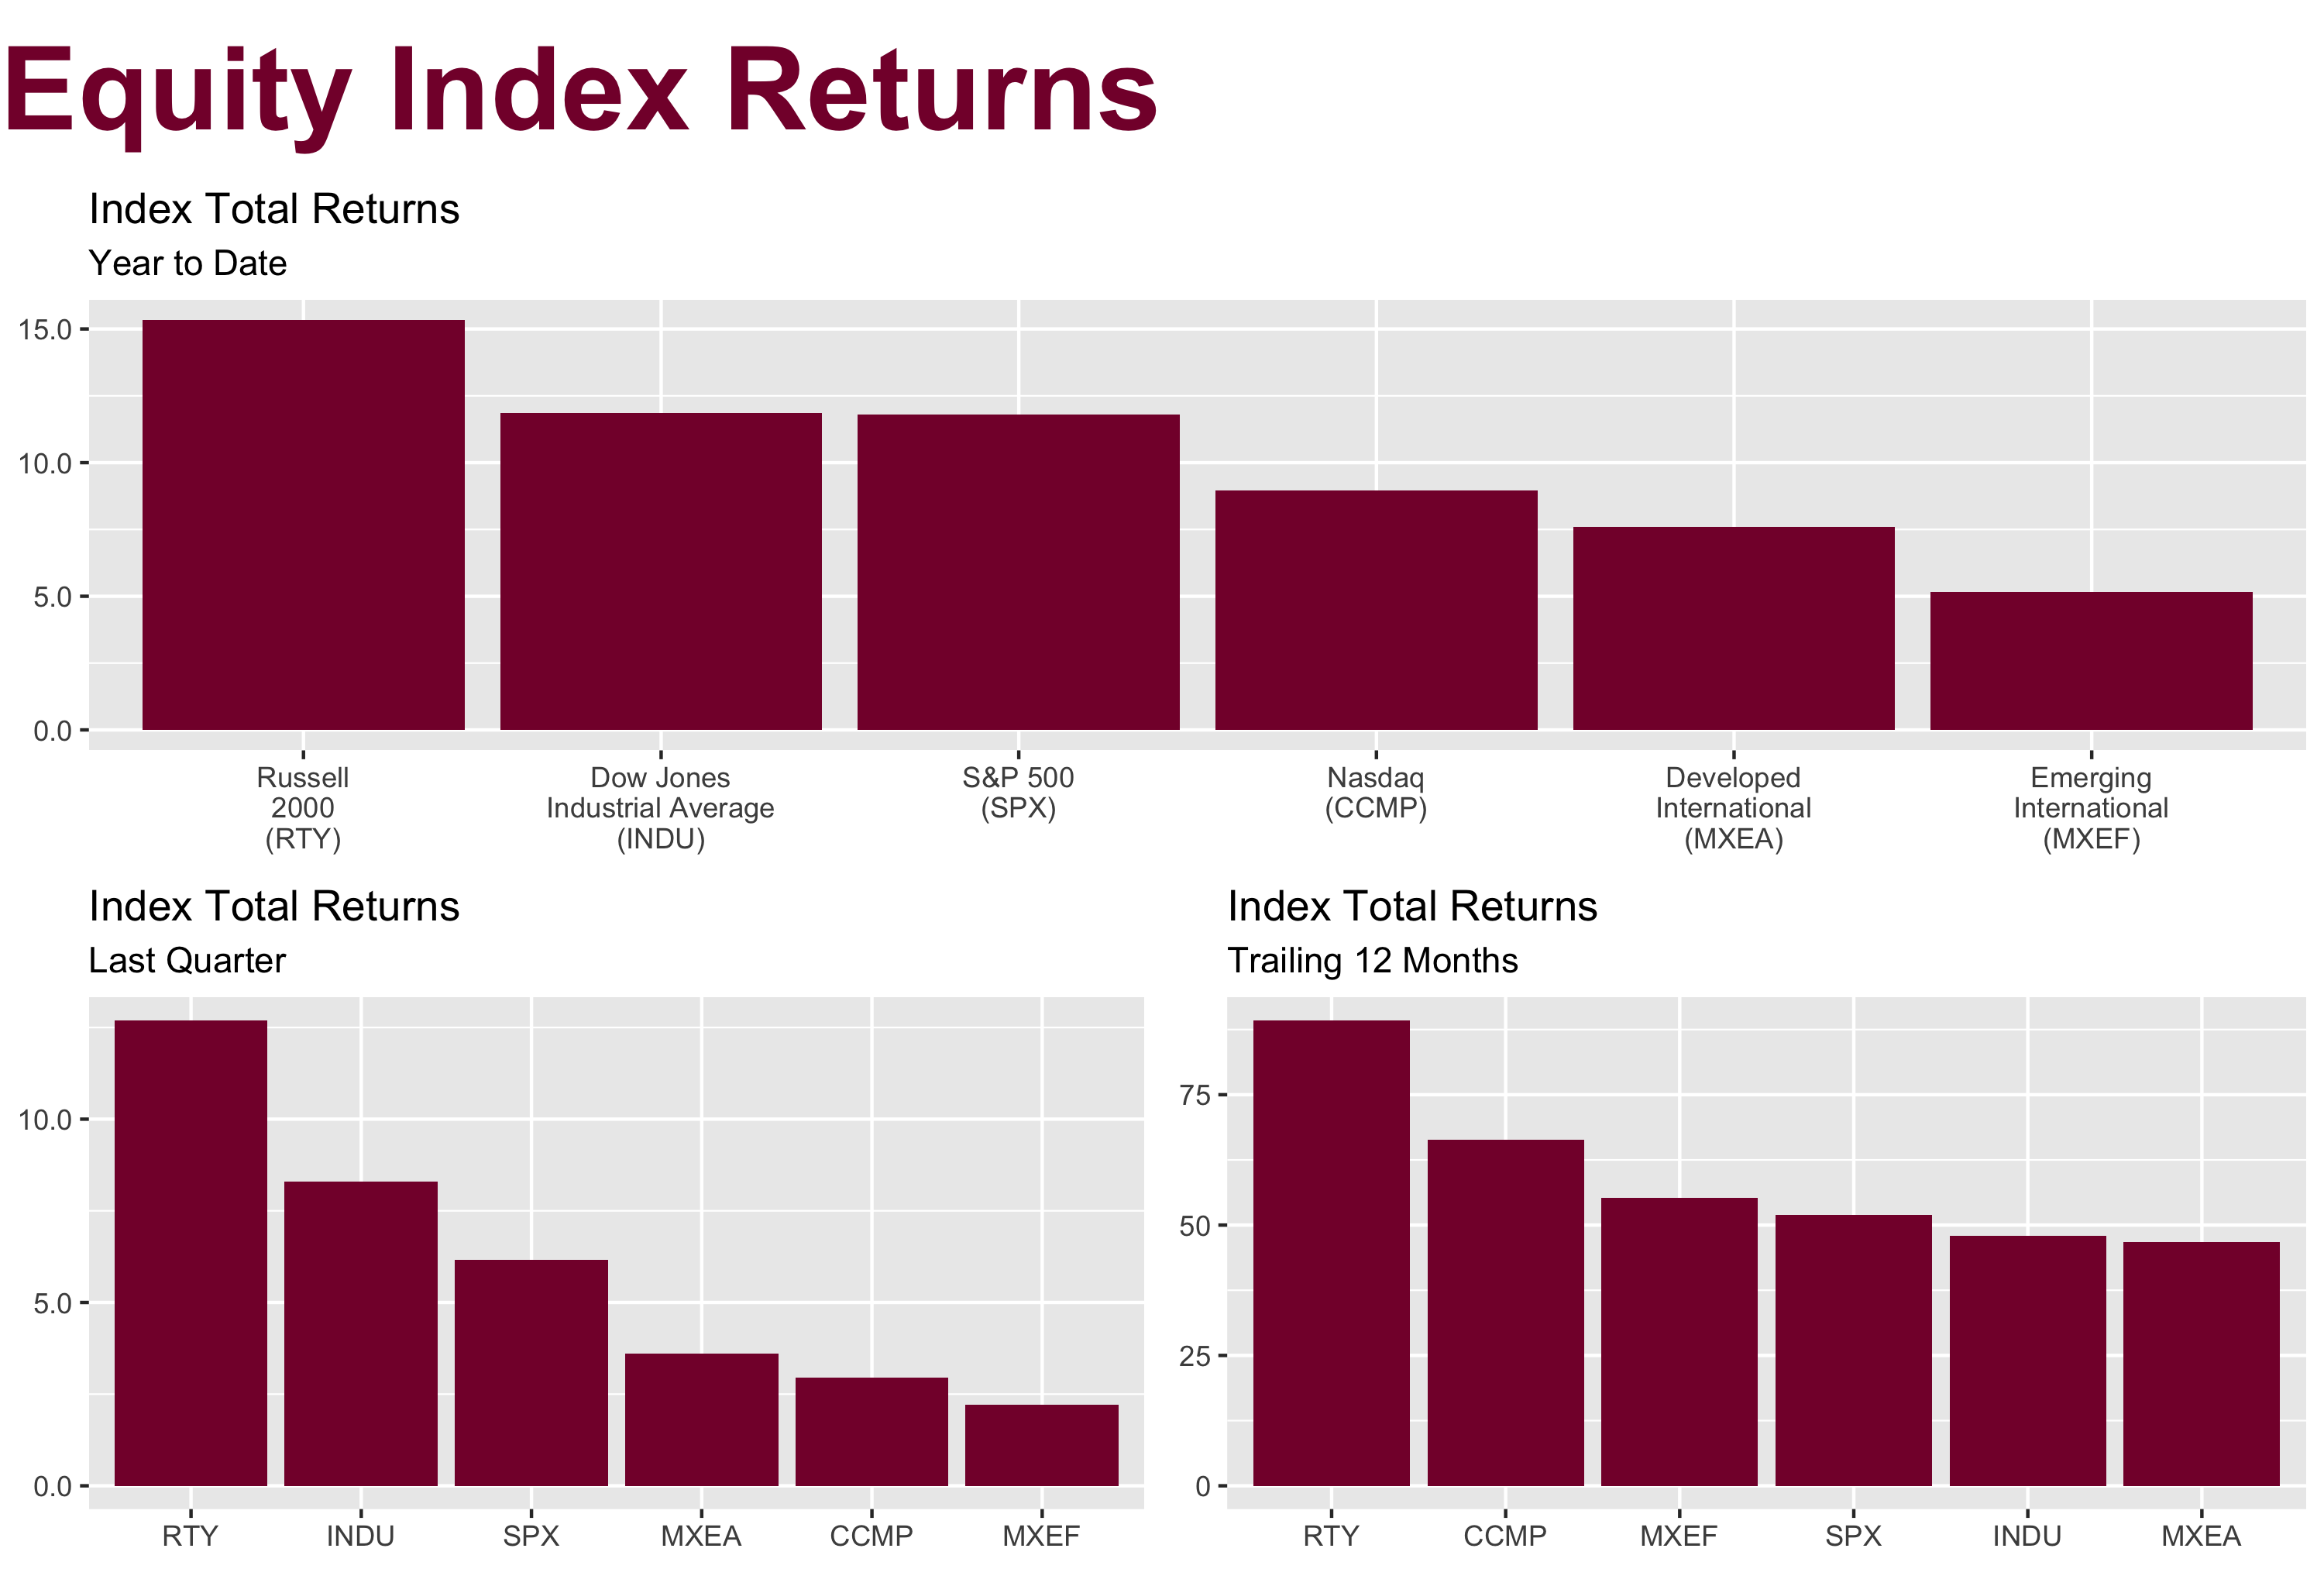 Equity Index Returns
Index Total Returns
Year to Date
15.0
10.0
5.0
0.0
Russell
2000
(RTY)
Dow Jones
Industrial Average
(INDU)
S&P 500
(SPX)
Nasdaq
(CCMP)
Developed
International
(MXEA)
Emerging
International
(MXEF)
Index Total Returns
Last Quarter
10.0
5.0
0.0
RTY
INDU
SPX
MXEA
CCMP
MXEF
Index Total Returns
Trailing 12 Months
75
50
25
0
RTY
CCMP
MXEF
SPX
INDU
MXEA